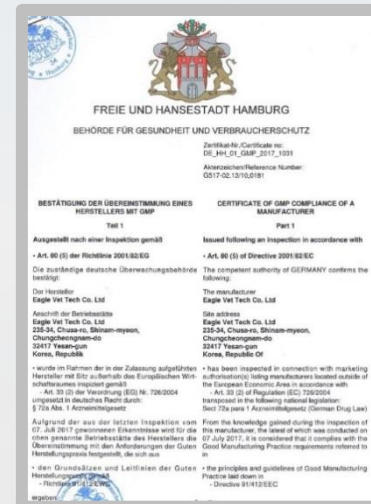 FREIE UND HANSESTADT HAMBURG
BEHÖRDE FÜR GESUNDHEIT UND VERBRAUCHERSCHUTZ
Zertifikat-Nr./Certificate no:
DE_HH_01_GMP_2017_1031
Aktenzeichen/Reference Number:
G517-02.13/10,0181
BESTÄTIGUNG DER ÜBEREINSTIMMUNG EINES
HERSTELLERS MIT GMP
Teil 1
Ausgestellt nach einer Inspektion gemäß
• Art. 80 (5) der Richtlinie 2001/82/EG
Die zuständige deutsche Überwachungsbehörde
bestätigt:
Der Hersteller
Eagle Vet Tech Co. Ltd
Anschrift der Betriebsstätte
Eagle Vet Tech Co. Ltd
235-34, Chusa-ro, Shinam-myeon,
Chungcheongnam-do
32417 Yesan-gun
Korea, Republik
• wurde im Rahmen der in der Zulassung aufgeführten
Hersteller mit Sitz außerhalb des Europäischen Wirt-
schaftsraumes inspiziert gemäß
- Art. 33 (2) der Verordnung (EG) Nr. 726/2004
umgesetzt in deutsches Recht durch:
§ 72a Abs. 1 Arzneimittelgesetz
Aufgrund der aus der letzten Inspektion vom
07. Juli 2017 gewonnenen Erkenntnisse wird für die
oben genannte Betriebsstätte des Herstellers die
Übereinstimmung mit den Anforderungen der Guten
Herstellungspraxis festgestellt, die sich aus
• den Grundsätzen und Leitlinien der Guten
Herstellungspraxis gemäß
- Richtlinie 91/412/EWG
ergeben.
CERTIFICATE OF GMP COMPLIANCE OF A
MANUFACTURER
Part 1
Issued following an inspection in accordance with
• Art. 80 (5) of Directive 2001/82/EC
The competent authority of GERMANY confirms the
following:
The manufacturer
Eagle Vet Tech Co. Ltd
Site address
Eagle Vet Tech Co. Ltd
235-34, Chusa-ro, Shinam-myeon,
Chungcheongnam-do
32417 Yesan-gun
Korea, Republic Of
• has been inspected in connection with marketing
authorisation(s) listing manufacturers located outside of
the European Economic Area in accordance with
- Art. 33 (2) of Regulation (EC) 726/2004
transposed in the following national legislation:
Sect 72a para 1 Arzneimittelgesetz (German Drug Law)
From the knowledge gained during the inspection of
this manufacturer, the latest of which was conducted on
07 July 2017, it is considered that it complies with the
Good Manufacturing Practice requirements referred to
in
• the principles and guidelines of Good Manufacturing
Practice laid down in
- Directive 91/412/EEC